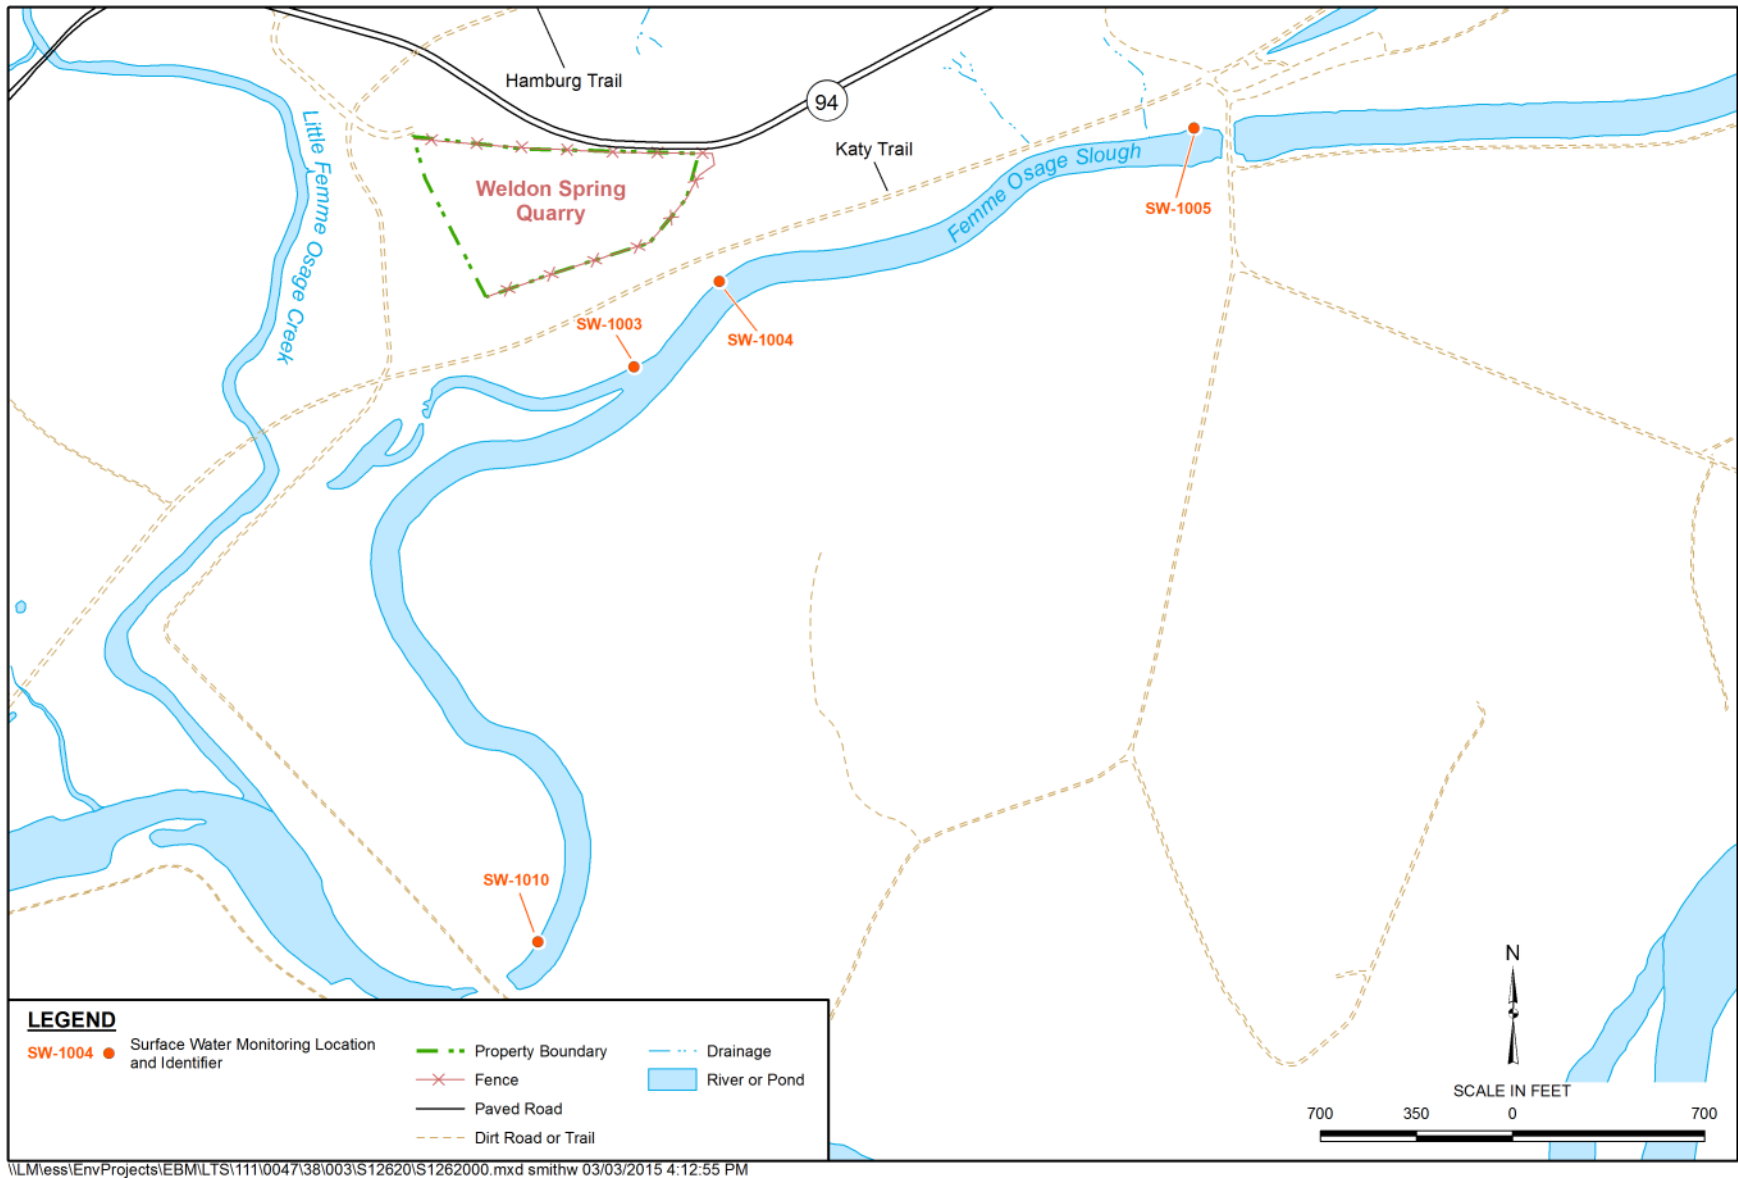 Hamburg Trail
94
Little Femme Osage Creek
Katy Trail
Femme Osage Slough
Weldon Spring
Quarry
SW-1005
SW-1003
SW-1004
SW-1010
N
SCALE IN FEET
700 350 0 700
LEGEND
SW-1004 Surface Water Monitoring Location
and Identifier
Property Boundary
Fence
Paved Road
Dirt Road or Trail
Drainage
River or Pond
\\LM\ess\EnvProjects\EBM\LTS\111\0047\38\003\S12620\S1262000.mxd smithw 03/03/2015 4:12:55 PM